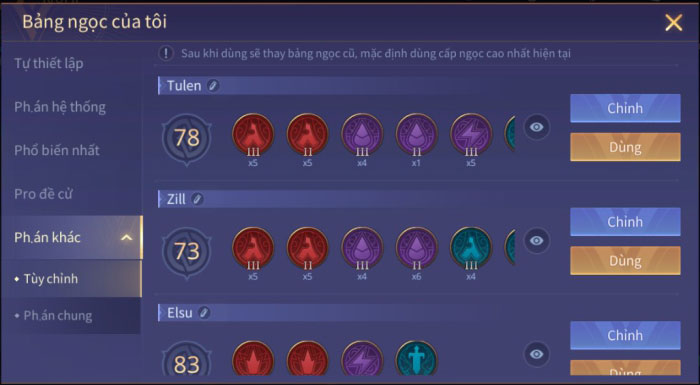 Bảng ngọc của tôi
Sau khi dùng sẽ thay bảng ngọc cũ, mặc định dùng cấp ngọc cao nhất hiện tại
Tự thiết lập
Ph.án hệ thống
Phổ biến nhất
Pro đề cử
Ph.án khác
Tùy chỉnh
Ph.án chung
Tulen
78
III
x5
II
x5
III
x4
II
x1
III
x5
Chỉnh
Dùng
Zill
73
III
x5
II
x5
III
x4
II
x6
III
x4
Chỉnh
Dùng
Elsu
83
Chỉnh
Dùng